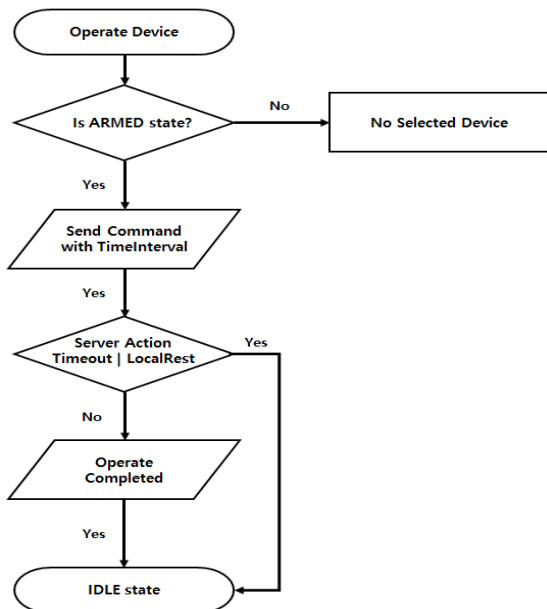 Operate Device
Is ARMED state?
No
No Selected Device
Yes
Send Command
with TimeInterval
Yes
Server Action
Timeout | LocalRest
Yes
No
Operate
Completed
Yes
IDLE state